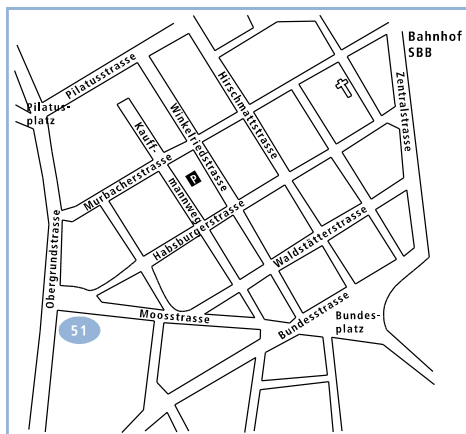 Bahnhof
SBB
Pilatusstrasse
Pilatus-
platz
Hirschmattstrasse
Zentralstrasse
Winkelriedstrasse
Kauff-
mannweg
Murbacherstrasse
P
Habsburgerstrasse
Waldstätterstrasse
Obergrundstrasse
Moosstrasse
Bundesstrasse
Bundes-
platz
51